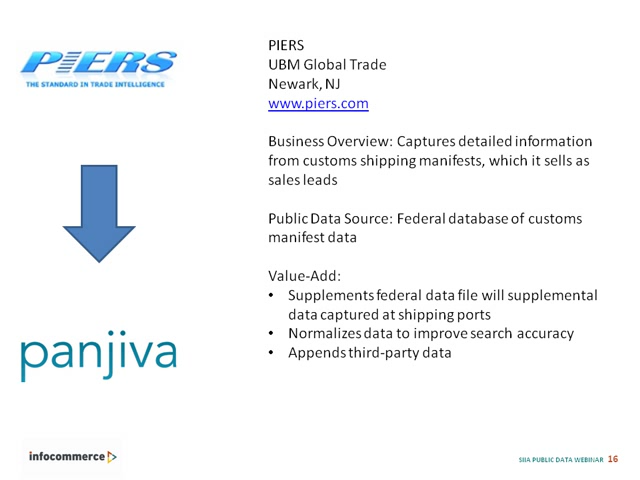 PIERS
THE STANDARD IN TRADE INTELLIGENCE
panjiva
PIERS
UBM Global Trade
Newark, NJ
www.piers.com
Business Overview: Captures detailed information
from customs shipping manifests, which it sells as
sales leads
Public Data Source: Federal database of customs
manifest data
Value-Add:
• Supplements federal data file will supplemental
data captured at shipping ports
• Normalizes data to improve search accuracy
• Appends third-party data
infocommerce
SIIA PUBLIC DATA WEBINAR 16